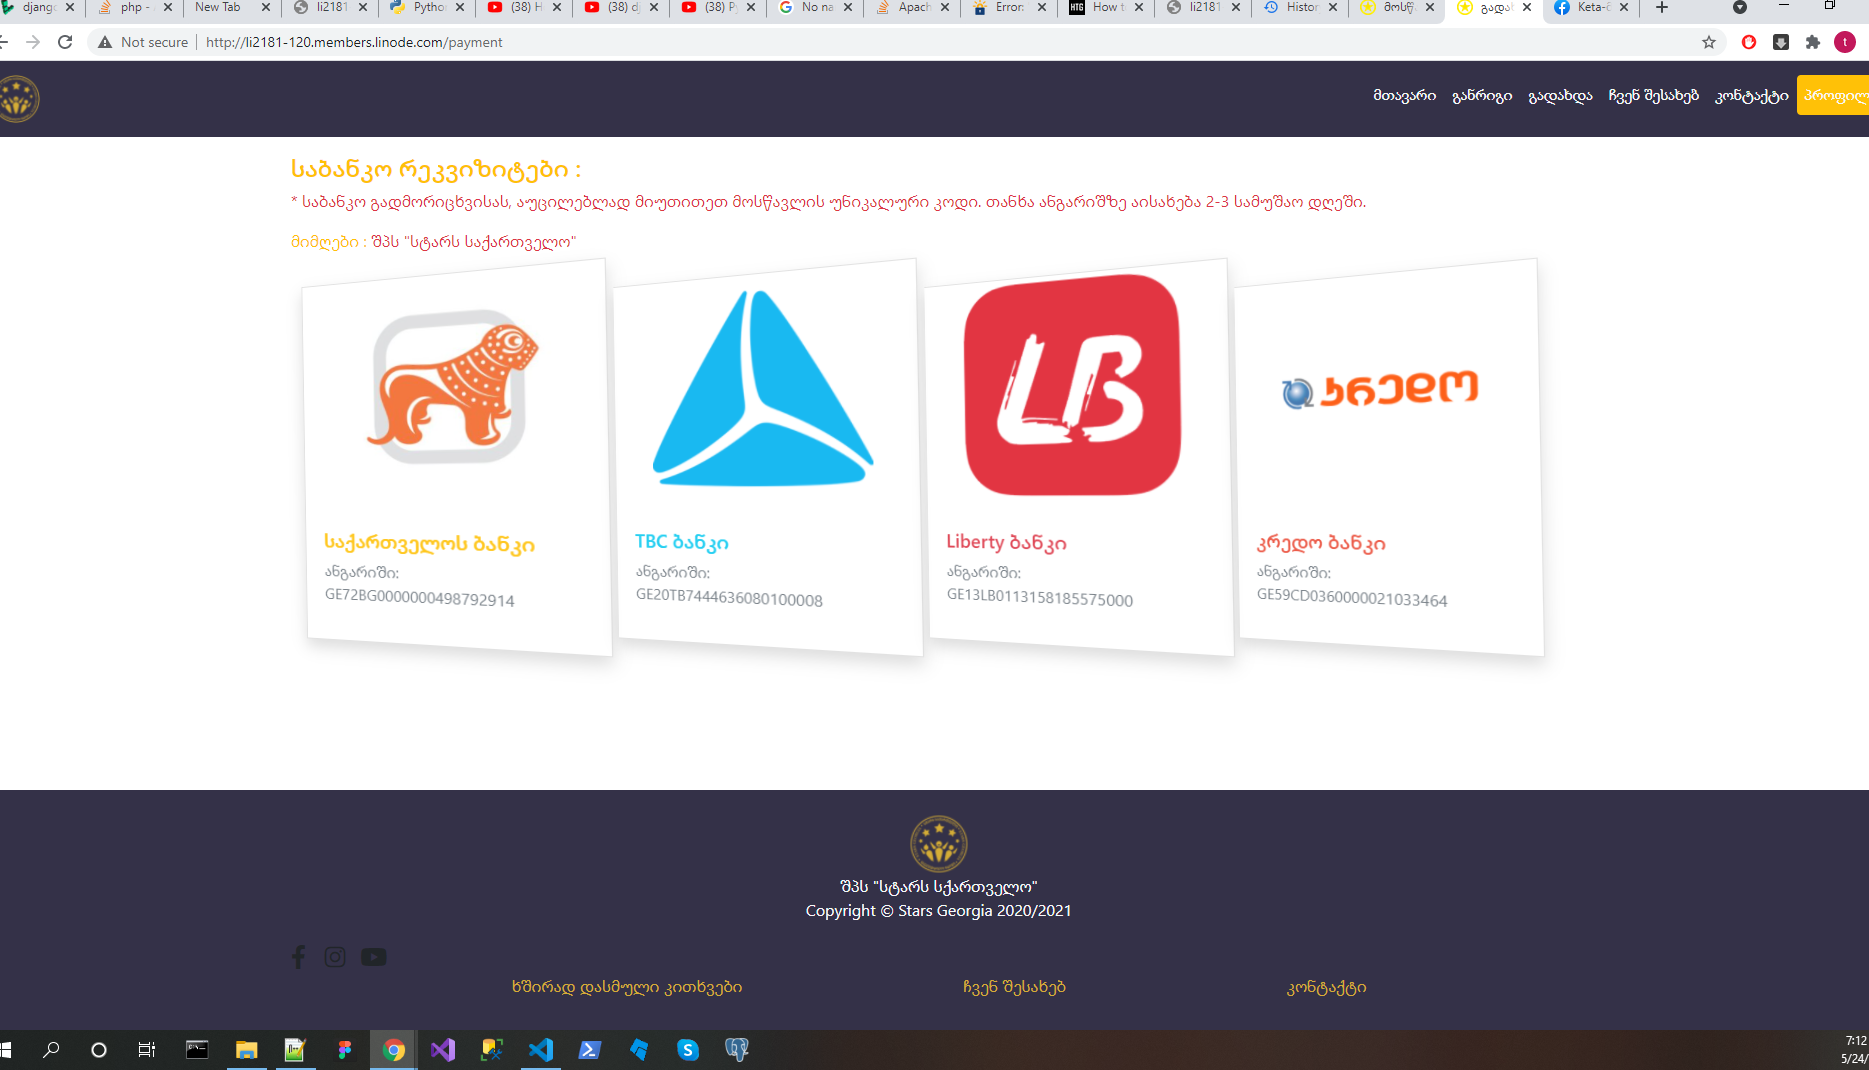 django
php -
New Tab
li2181
Pytho
(38) H
(38) dj
(38) P
No na
Apach
Error:
How t
li2181
Histor
მოსწ
გადახ
Keta-
Not secure
http://li2181-120.members.linode.com/payment
მთავარი განრიგი გადახდა ჩვენ შესახებ კონტაქტი პროფილ
საბანკო რეკვიზიტები :
* საბანკო გადმორიცხვისას, აუცილებლად მიუთითეთ მოსწავლის უნიკალური კოდი. თანხა ანგარიშზე აისახება 2-3 სამუშაო დღეში.
მიმღები : შპს "სტარს საქართველო"
LB
კრედო
საქართველოს ბანკი
ანგარიში:
GE72BG0000000498792914
TBC ბანკი
ანგარიში:
GE20TB7444636080100008
Liberty ბანკი
ანგარიში:
GE13LB0113158185575000
კრედო ბანკი
ანგარიში:
GE59CD0360000021033464
შპს "სტარს სქართველო"
Copyright © Stars Georgia 2020/2021
ხშირად დასმული კითხვები
ჩვენ შესახებ
კონტაქტი
7:12
5/24/